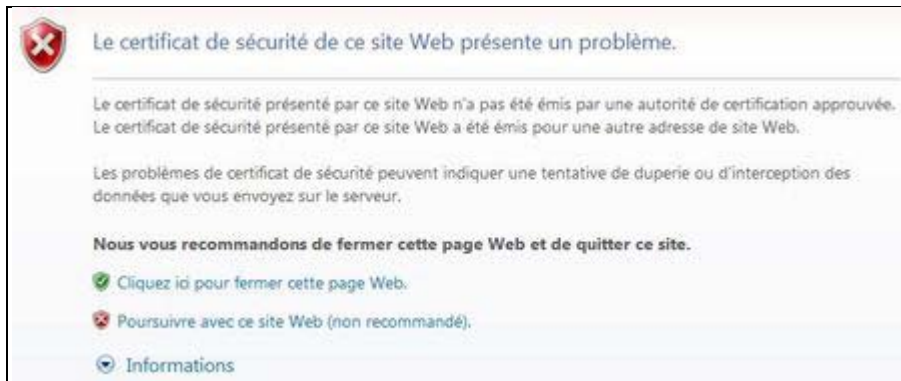 Le certificat de sécurité de ce site Web présente un problème.
Le certificat de sécurité présenté par ce site Web n'a pas été émis par une autorité de certification approuvée.
Le certificat de sécurité présenté par ce site Web a été émis pour une autre adresse de site Web.
Les problèmes de certificat de sécurité peuvent indiquer une tentative de duperie ou d'interception des
données que vous envoyez sur le serveur.
Nous vous recommandons de fermer cette page Web et de quitter ce site.
Cliquez ici pour fermer cette page Web.
Poursuivre avec ce site Web (non recommandé).
Informations